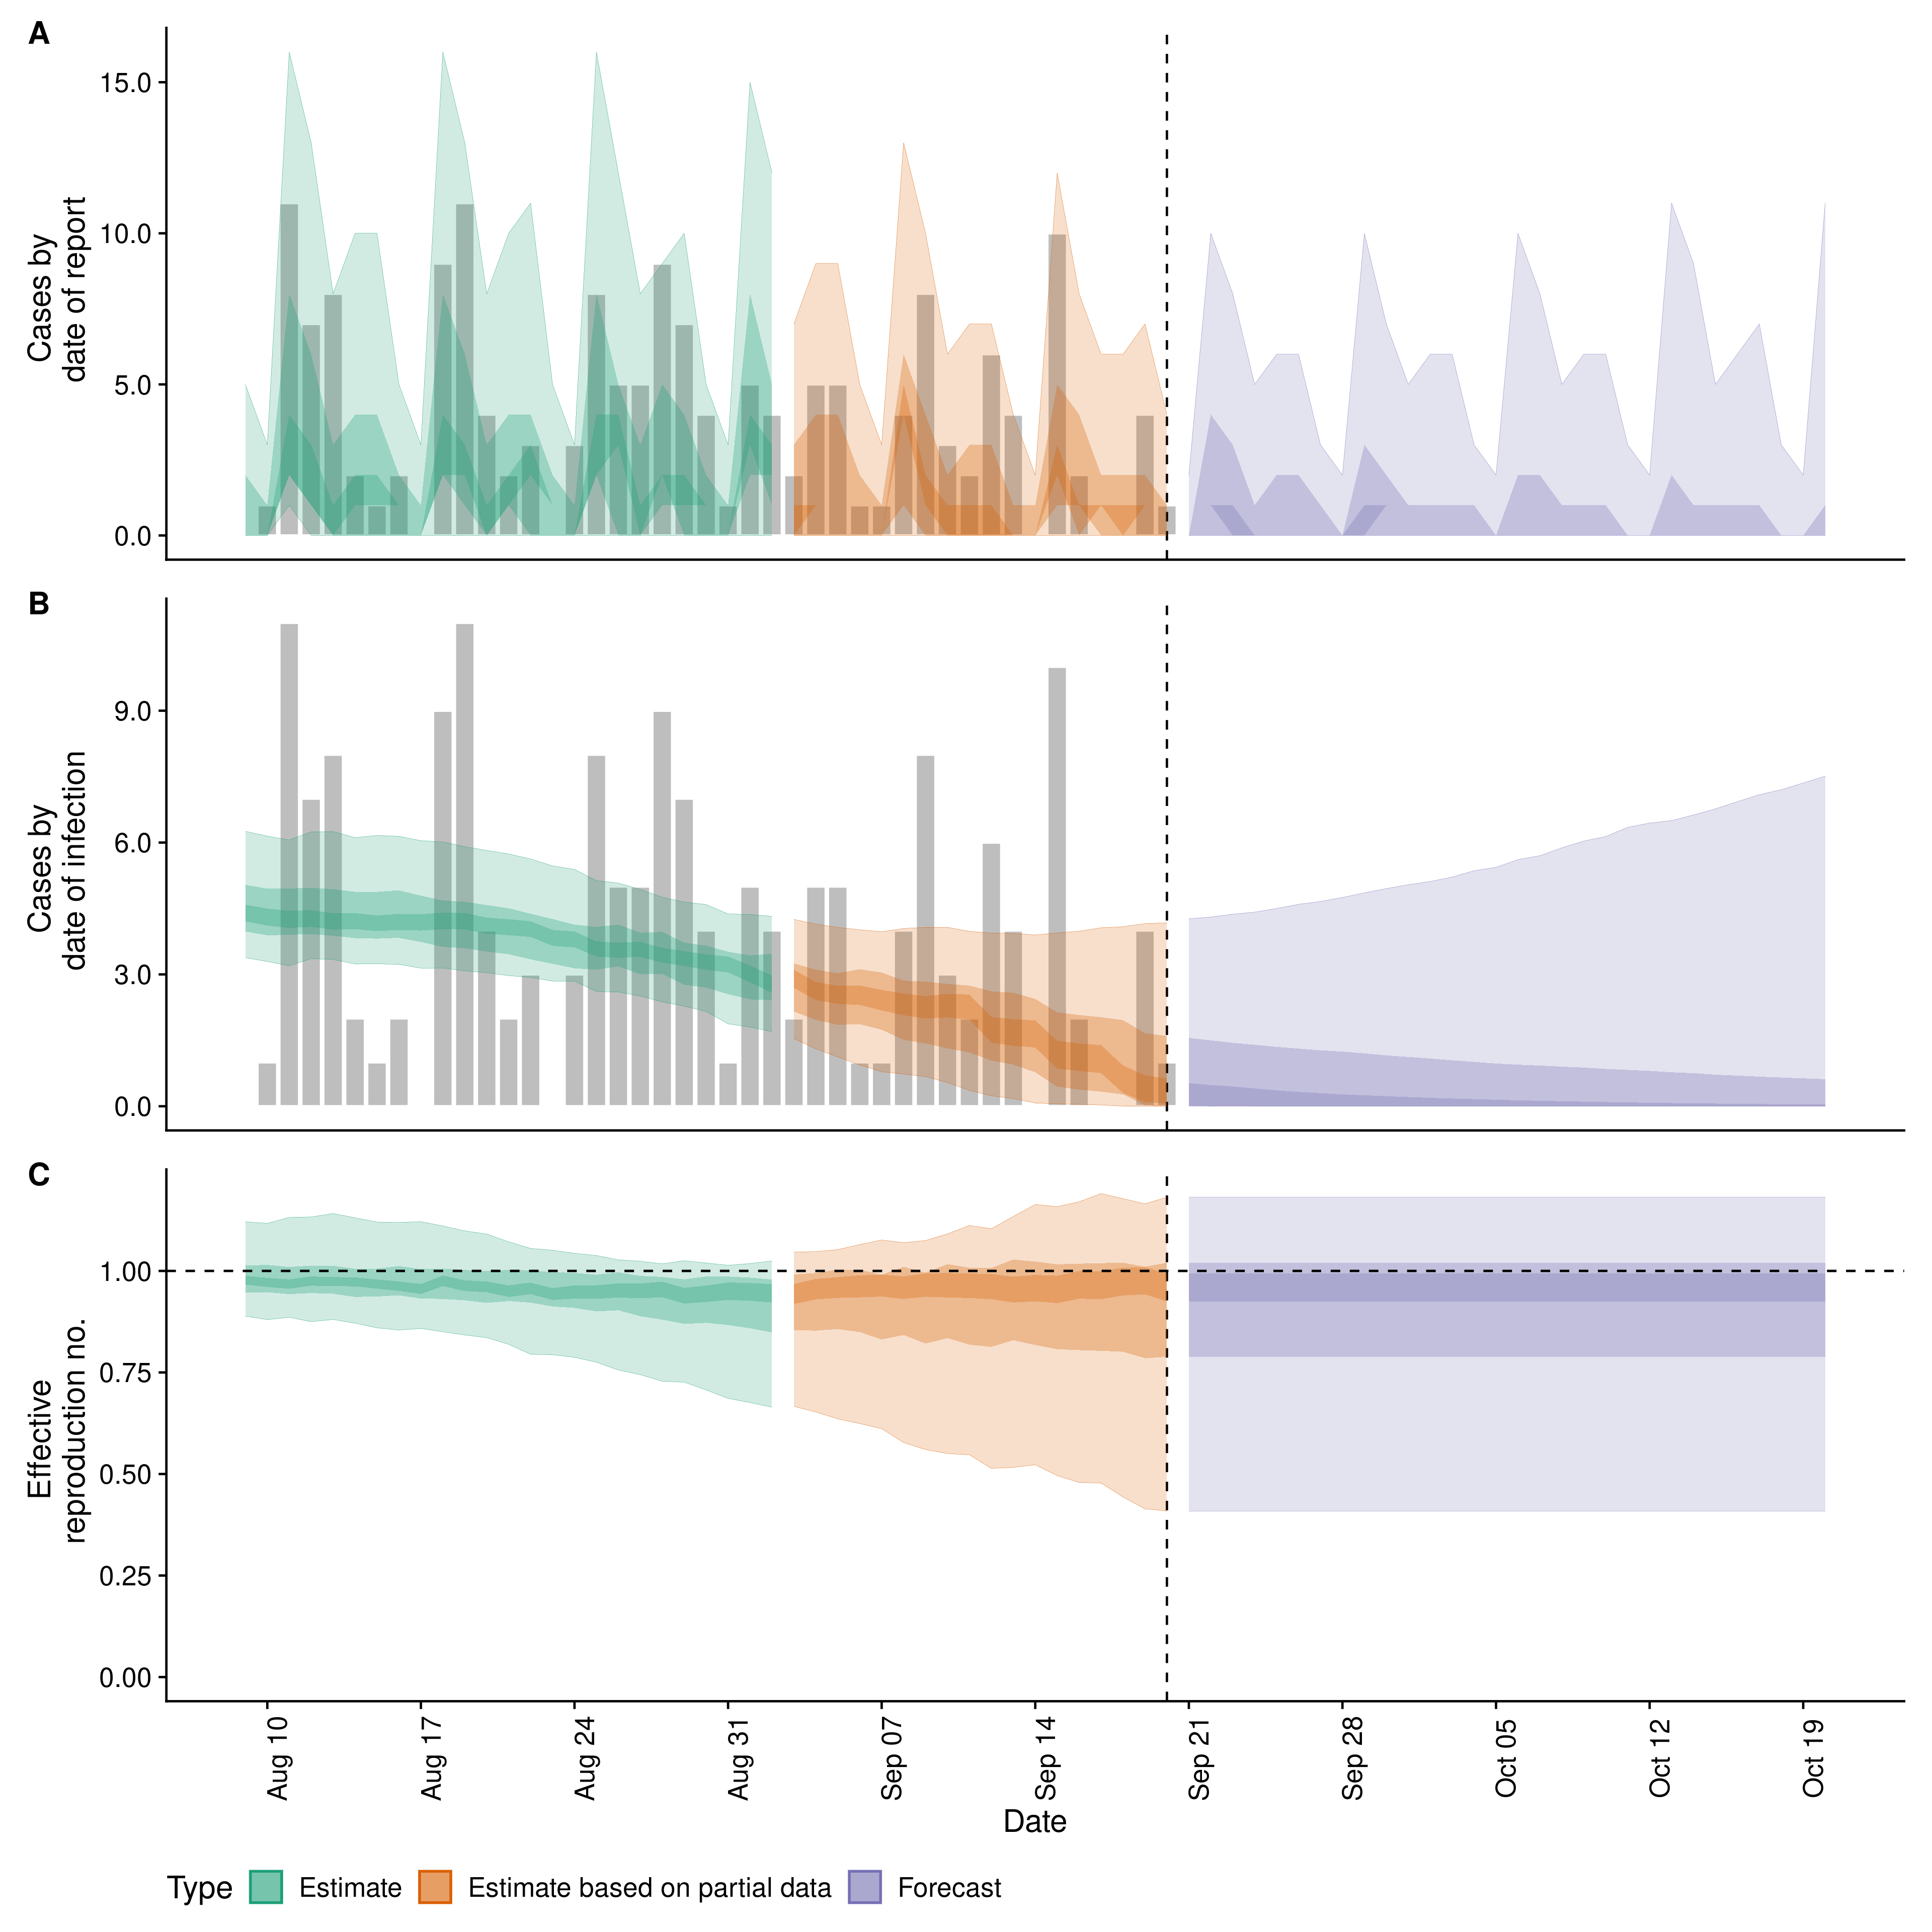 A
15.0
10.0
5.0
0.0
Cases by
date of report
B
9.0
6.0
3.0
0.0
Cases by
date of infection
C
1.00
0.75
0.50
0.25
0.00
Effective
reproduction no.
Aug 10
Aug 17
Aug 24
Aug 31
Sep 07
Sep 14
Sep 21
Sep 28
Oct 05
Oct 12
Oct 19
Date
Type Estimate Estimate based on partial data Forecast